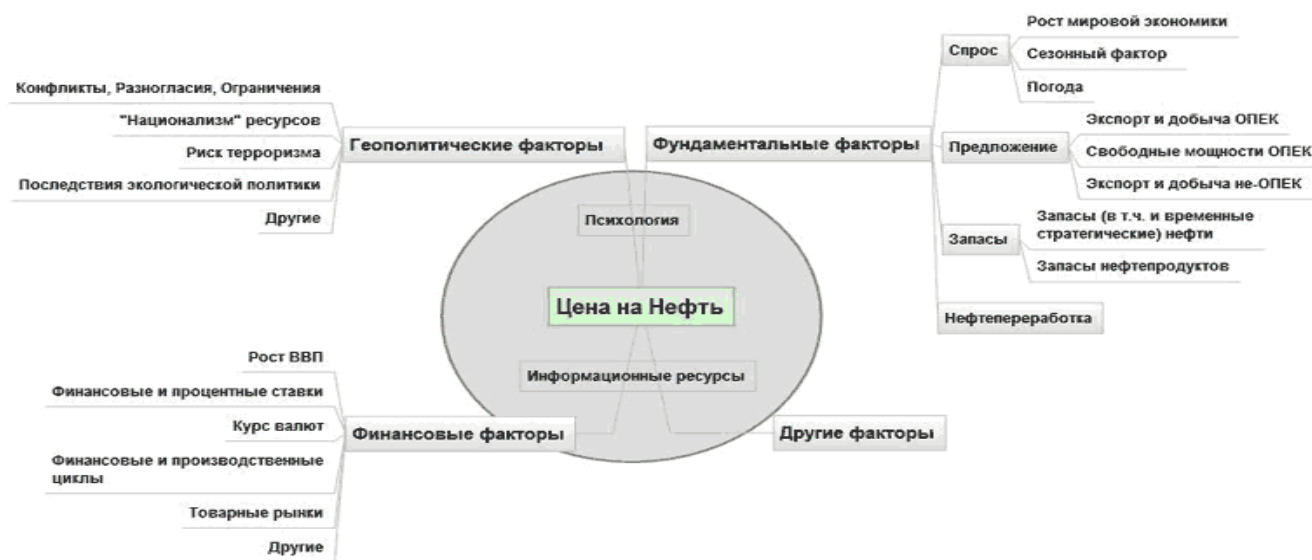 Конфликты, Разногласия, Ограничения
"Национализм" ресурсов
Риск терроризма
Последствия экологической политики
Другие
Геополитические факторы
Фундаментальные факторы
Спрос
Рост мировой экономики
Сезонный фактор
Погода
Предложение
Экспорт и добыча ОПЕК
Свободные мощности ОПЕК
Экспорт и добыча не-ОПЕК
Запасы
Запасы (в т.ч. и временные
стратегические) нефти
Запасы нефтепродуктов
Нефтепереработка
Психология
Цена на Нефть
Информационные ресурсы
Рост ВВП
Финансовые и процентные ставки
Курс валют
Финансовые и производственные
циклы
Товарные рынки
Другие
Финансовые факторы
Другие факторы